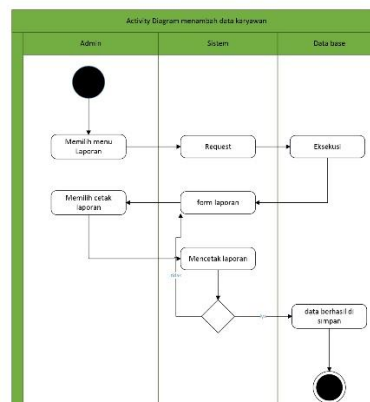 Activity Diagram menambah data karyawan
Admin
Sistem
Data base
Memilih menu
Laporan
Request
Eksekusi
Memilih cetak
laporan
form laporan
Mencetak laporan
data berhasil di
simpan